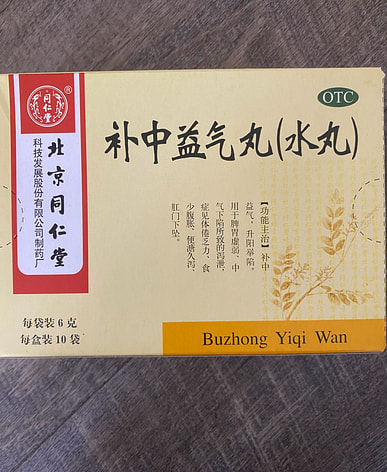 同仁堂
®
OTC
北京同仁堂
科技发展股份有限公司制药厂
补中益气丸(水丸)
【功能主治】 补中
益气，升阳举陷。
用于脾胃虚弱、中
气下陷所致的泄泻，
症见体倦乏力、食
少腹胀、便溏久泻、
肛门下坠。
每袋装 6 克
每盒装 10 袋
Buzhong Yiqi Wan